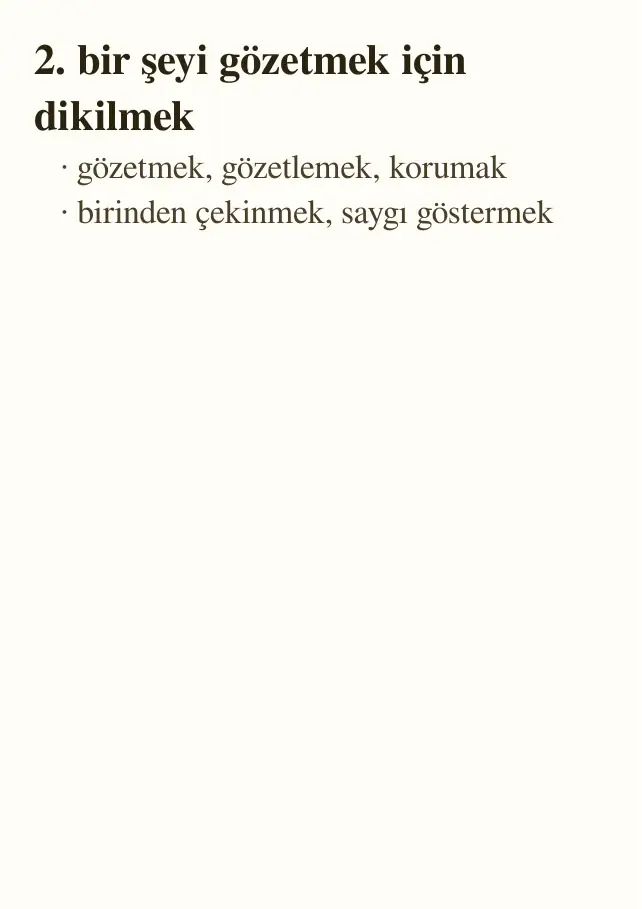 2. bir şeyi gözetmek için
dikilmek
· gözetmek, gözetlemek, korumak
· birinden çekinmek, saygı göstermek